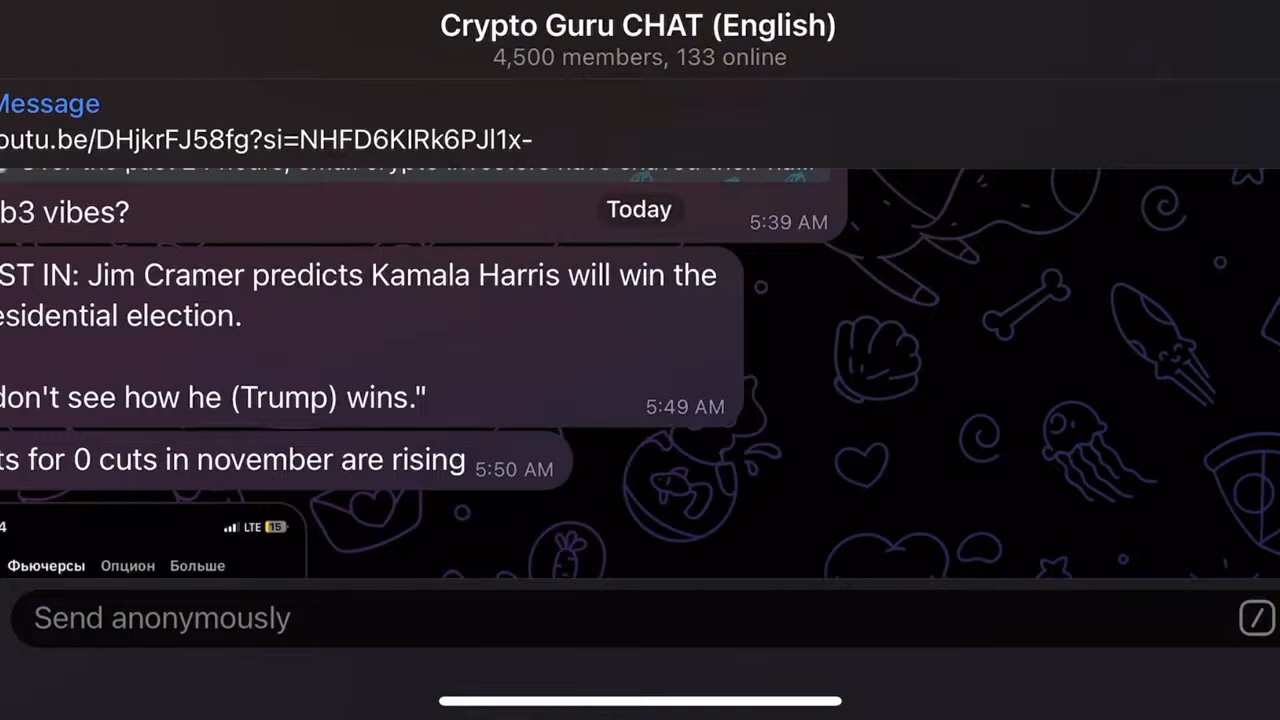 Crypto Guru CHAT (English)
4,500 members, 133 online
Message
outu.be/DHjkrFJ58fg?si=NHFD6KIRk6PJl1x-
b3 vibes?
Today
5:39 AM
ST IN: Jim Cramer predicts Kamala Harris will win the
esidential election.
don't see how he (Trump) wins."
5:49 AM
ts for 0 cuts in november are rising 5:50 AM
4 LTE 15
Фьючерсы Опцион Больше
Send anonymously